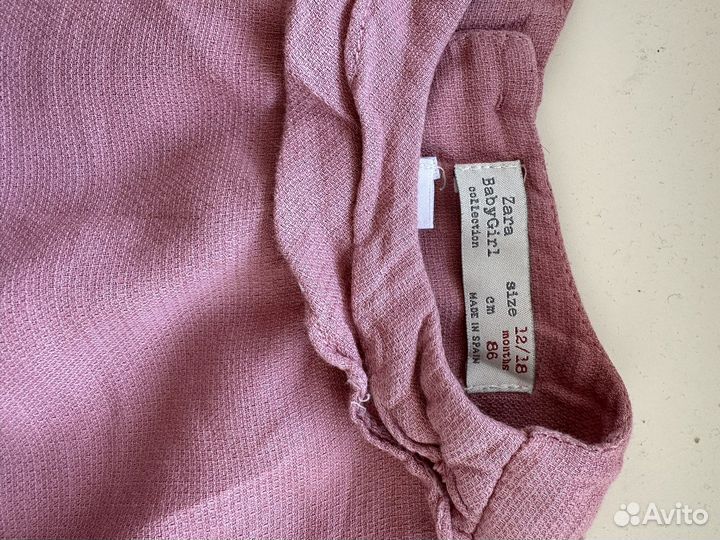 Zara
BabyGirl
collection
size 12/18
months
cm 86
MADE IN SPAIN
Avito